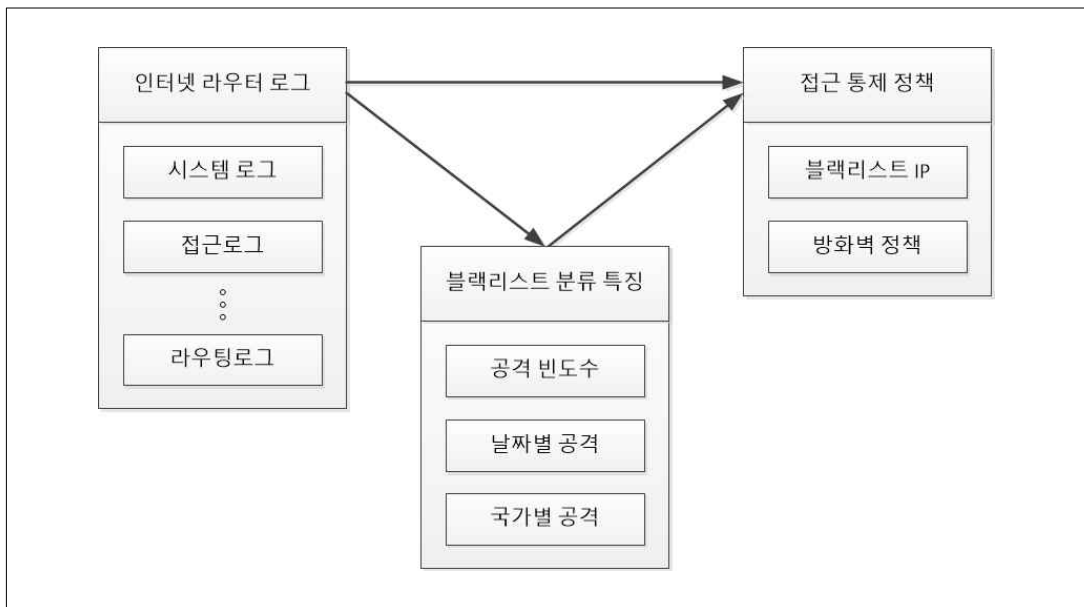 인터넷 라우터 로그
시스템 로그
접근로그
라우팅로그
블랙리스트 분류 특징
공격 빈도수
날짜별 공격
국가별 공격
접근 통제 정책
블랙리스트 IP
방화벽 정책